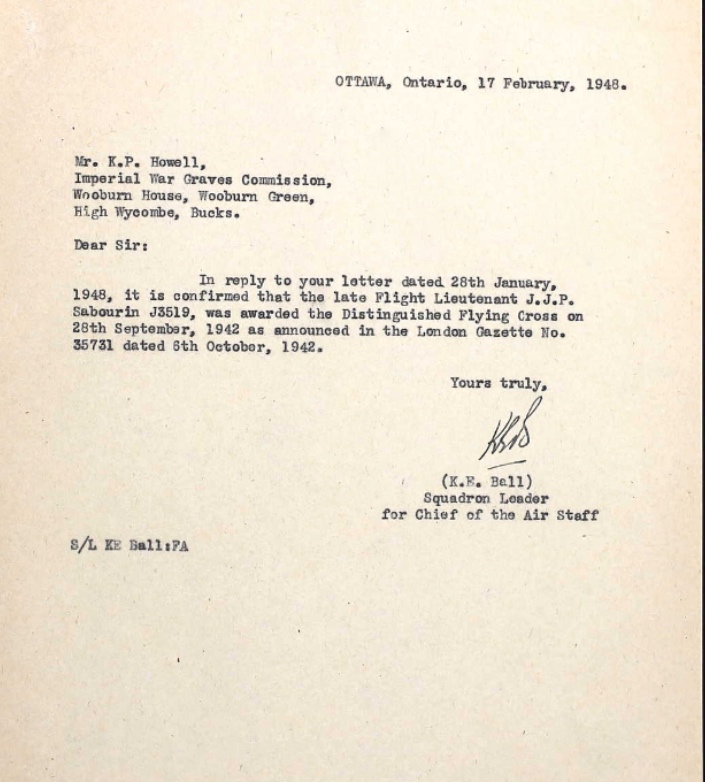 OTTAWA, Ontario, 17 February, 1948.
Mr. K.P. Howell,
Imperial War Graves Commission,
Wooburn House, Wooburn Green,
High Wycombe, Bucks.
Dear Sir:
In reply to your letter dated 28th January,
1948, it is confirmed that the late Flight Lieutenant J.J.P.
Sabourin J3519, was awarded the Distinguished Flying Cross on
28th September, 1942 as announced in the London Gazette No.
35731 dated 6th October, 1942.
Yours truly,
(K.E. Ball)
Squadron Leader
for Chief of the Air Staff
S/L KE Ball:FA